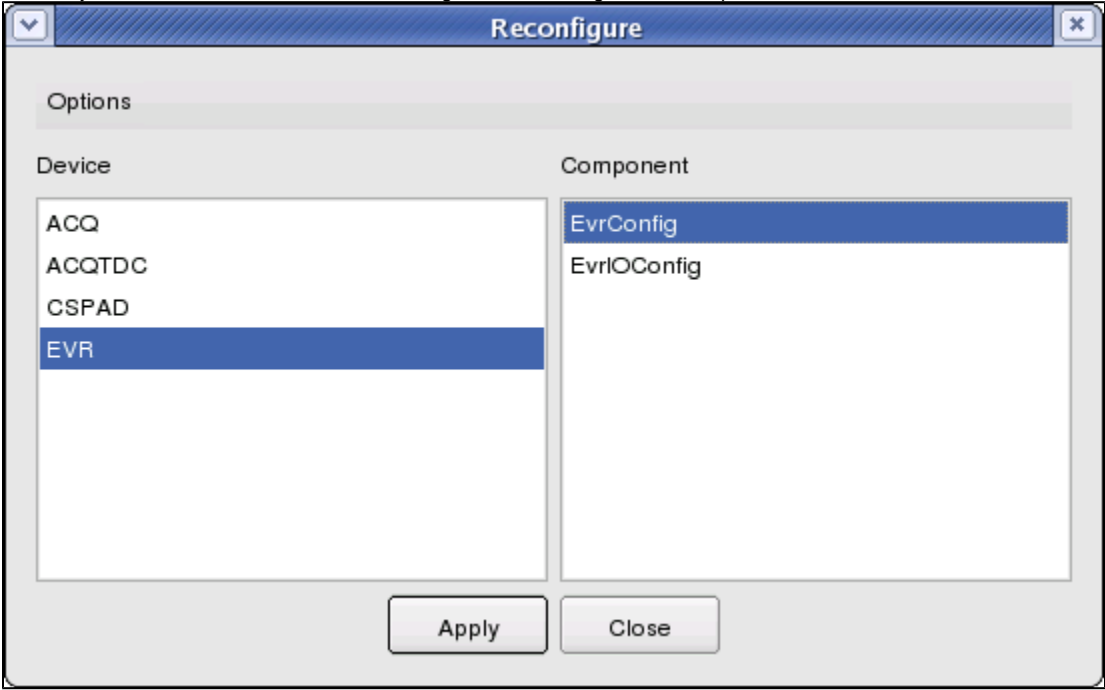 Reconfigure
Options
Device
Component
ACQ
ACQTDC
CSPAD
EVR
EvrConfig
EvrIOConfig
Apply
Close